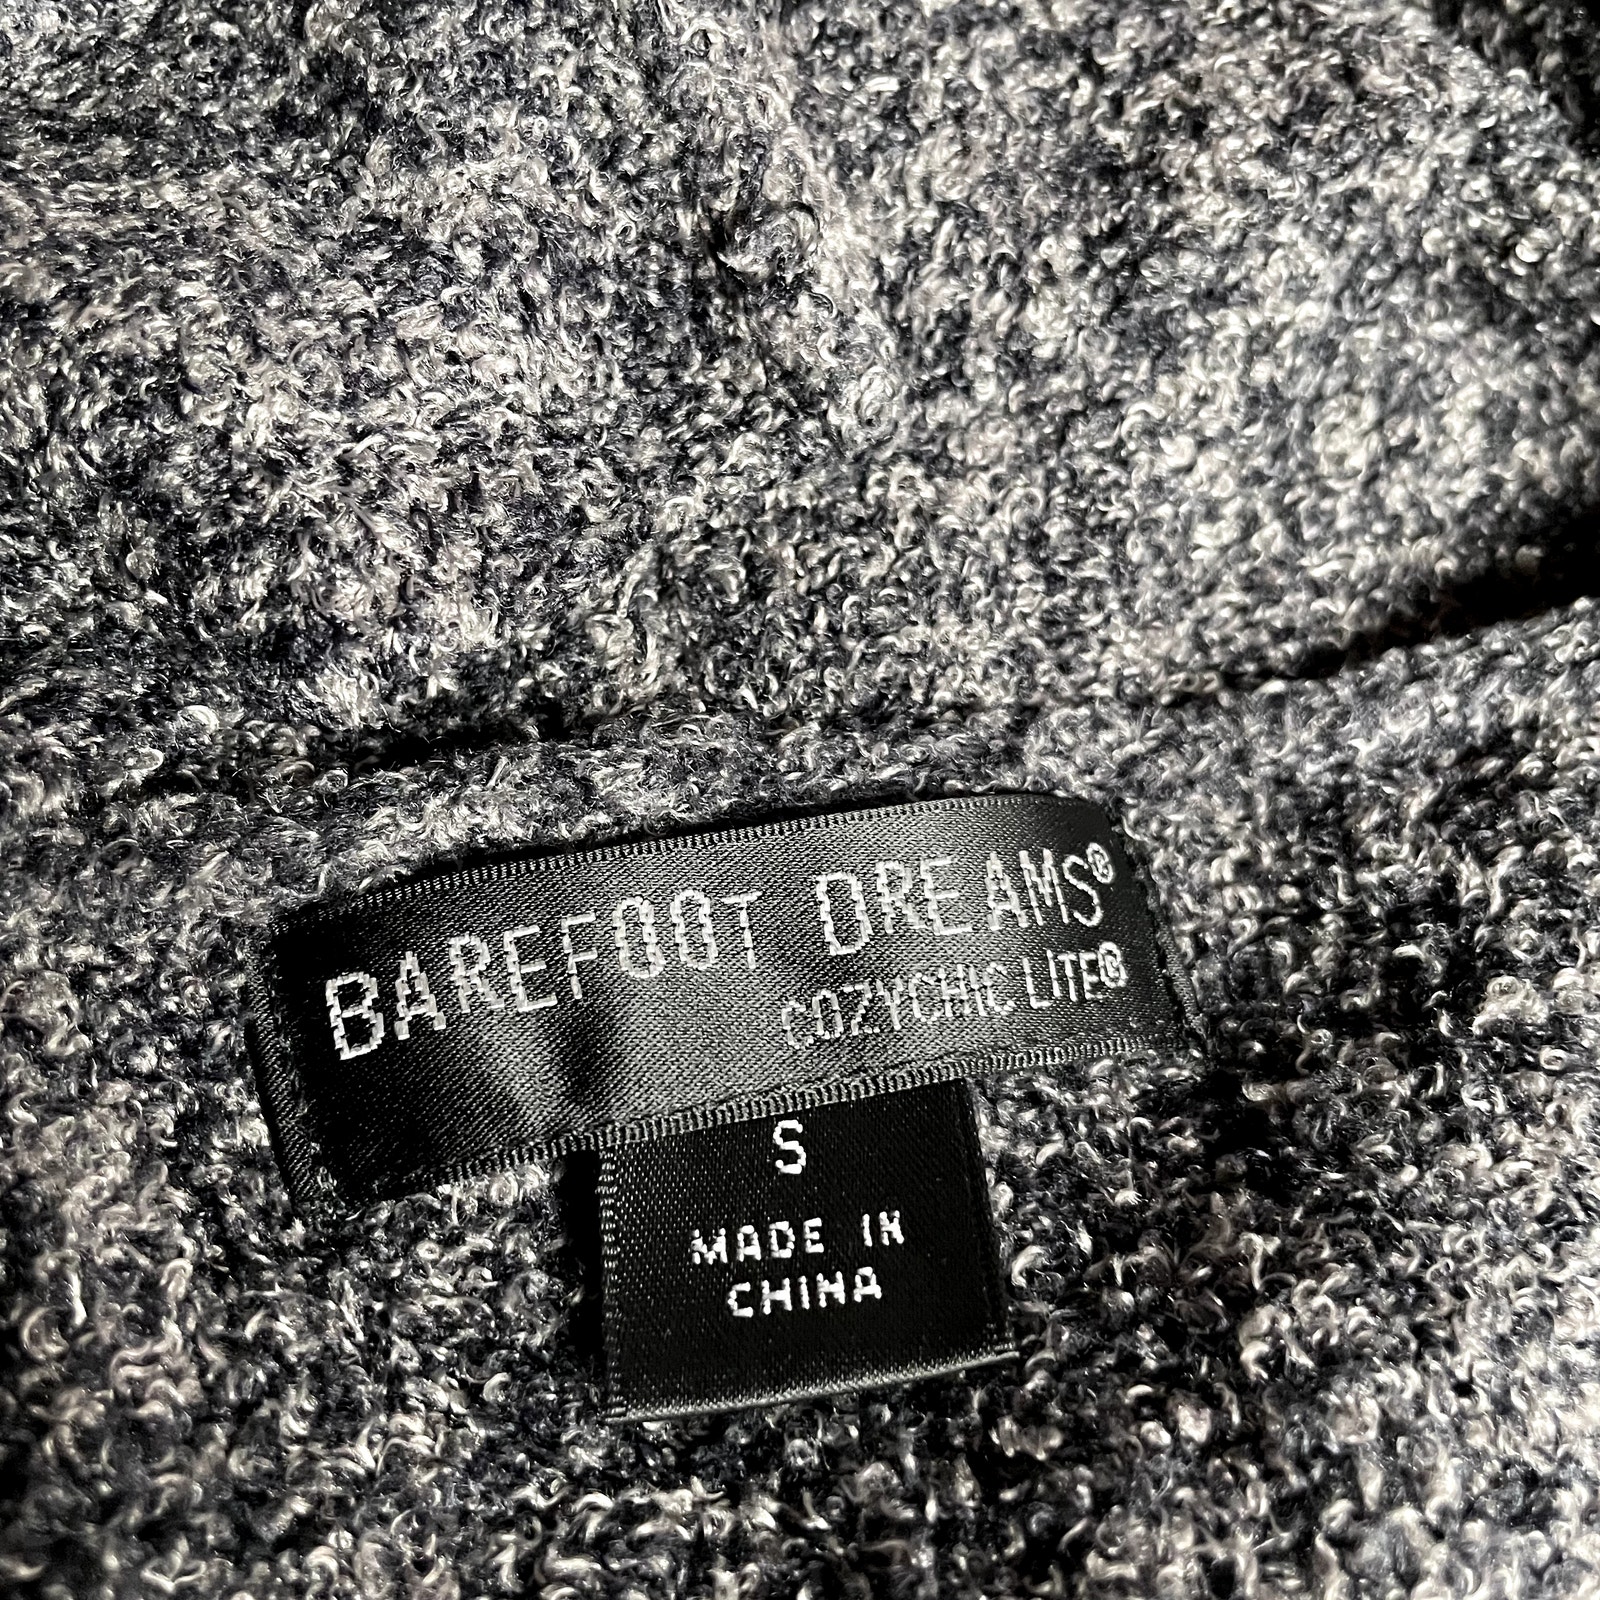 BAREFOOT DREAMS®
COZYCHIC LITE®
S
MADE IN
CHINA